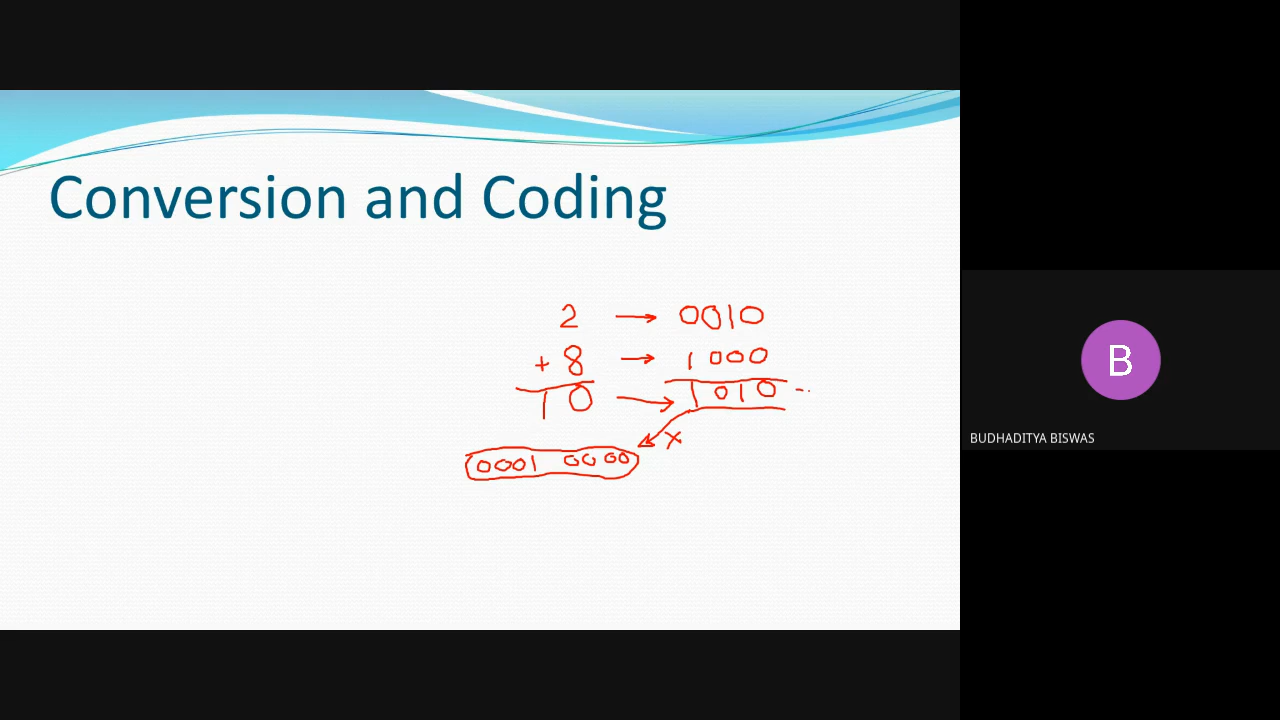 Conversion and Coding
2 → 0010
+ 8 → 1000
10 → 1010 -
x
0001 0000
B
BUDHADITYA BISWAS